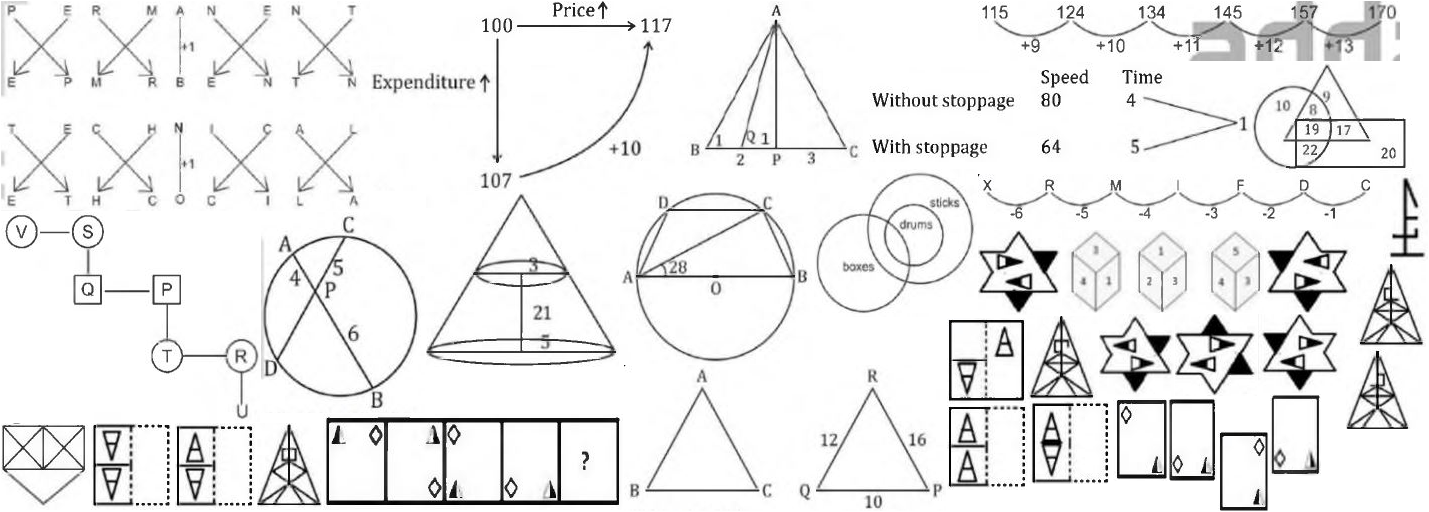 P E R M A N E N T
+1
E P M R B E N T N
T E C H N I C A L
+1
E T H C O C I L A
Price↑
100 117
Expenditure↑
+10
107
A
B 1 Q 1 C
2 P 3
115 124 134 145 157 170
+9 +10 +11 +12 +13
Speed Time
Without stoppage 80 4
1
With stoppage 64 5
10 9
8
19 17
22 20
X R M I F D C
-6 -5 -4 -3 -2 -1
V S
Q P
T R
U
A C
4 5
P
6
D B
3
21
5
D C
A 28 B
O
sticks
drums
boxes
3 1 5
4 1 2 3 4 3
?
A
B C
R
12 16
Q P
10